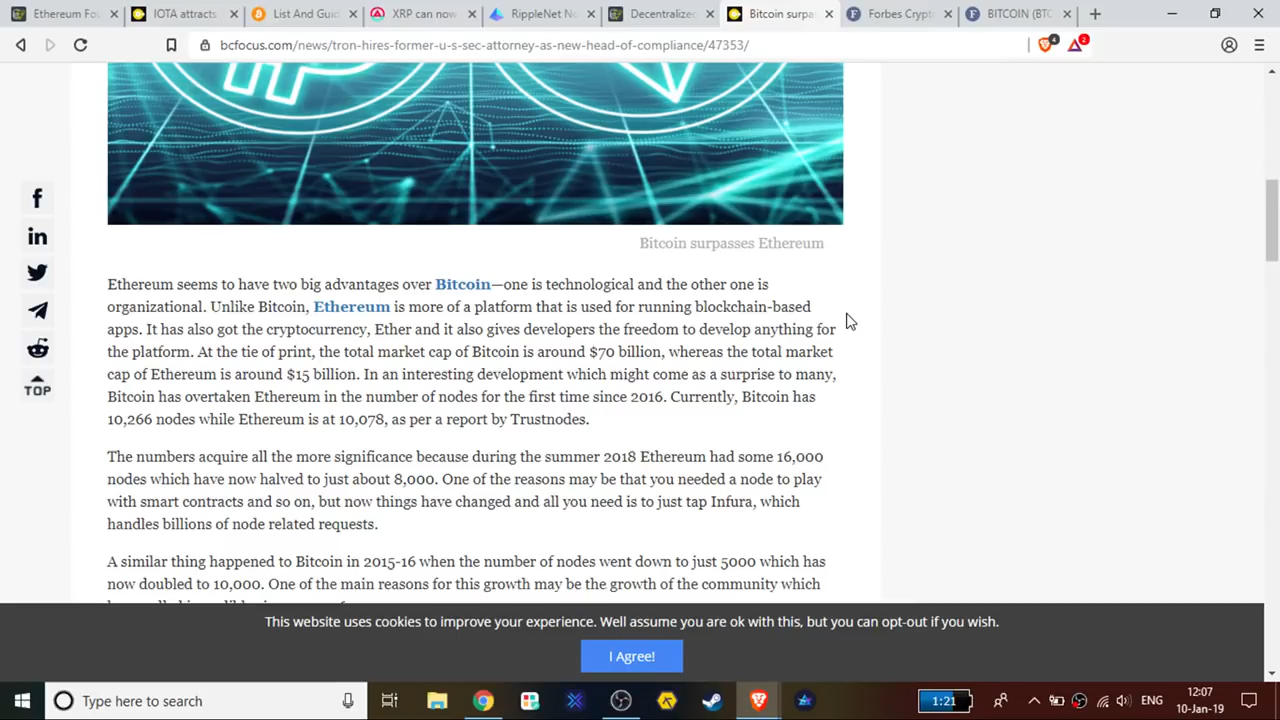 Ethereum Fou
IOTA attracts
List And Guid
XRP can now
RippleNet Ne
Decentralized
Bitcoin surpa
Forbes Crypt
BITCOIN (BTC
bcfocus.com/news/tron-hires-former-u-s-sec-attorney-as-new-head-of-compliance/47353/
4
2
Bitcoin surpasses Ethereum
Ethereum seems to have two big advantages over Bitcoin—one is technological and the other one is
organizational. Unlike Bitcoin, Ethereum is more of a platform that is used for running blockchain-based
apps. It has also got the cryptocurrency, Ether and it also gives developers the freedom to develop anything for
the platform. At the tie of print, the total market cap of Bitcoin is around $70 billion, whereas the total market
cap of Ethereum is around $15 billion. In an interesting development which might come as a surprise to many,
Bitcoin has overtaken Ethereum in the number of nodes for the first time since 2016. Currently, Bitcoin has
10,266 nodes while Ethereum is at 10,078, as per a report by Trustnodes.
The numbers acquire all the more significance because during the summer 2018 Ethereum had some 16,000
nodes which have now halved to just about 8,000. One of the reasons may be that you needed a node to play
with smart contracts and so on, but now things have changed and all you need is to just tap Infura, which
handles billions of node related requests.
A similar thing happened to Bitcoin in 2015-16 when the number of nodes went down to just 5000 which has
now doubled to 10,000. One of the main reasons for this growth may be the growth of the community which
TOP
This website uses cookies to improve your experience. Well assume you are ok with this, but you can opt-out if you wish.
I Agree!
Type here to search
1:21
ENG
12:07
10-Jan-19